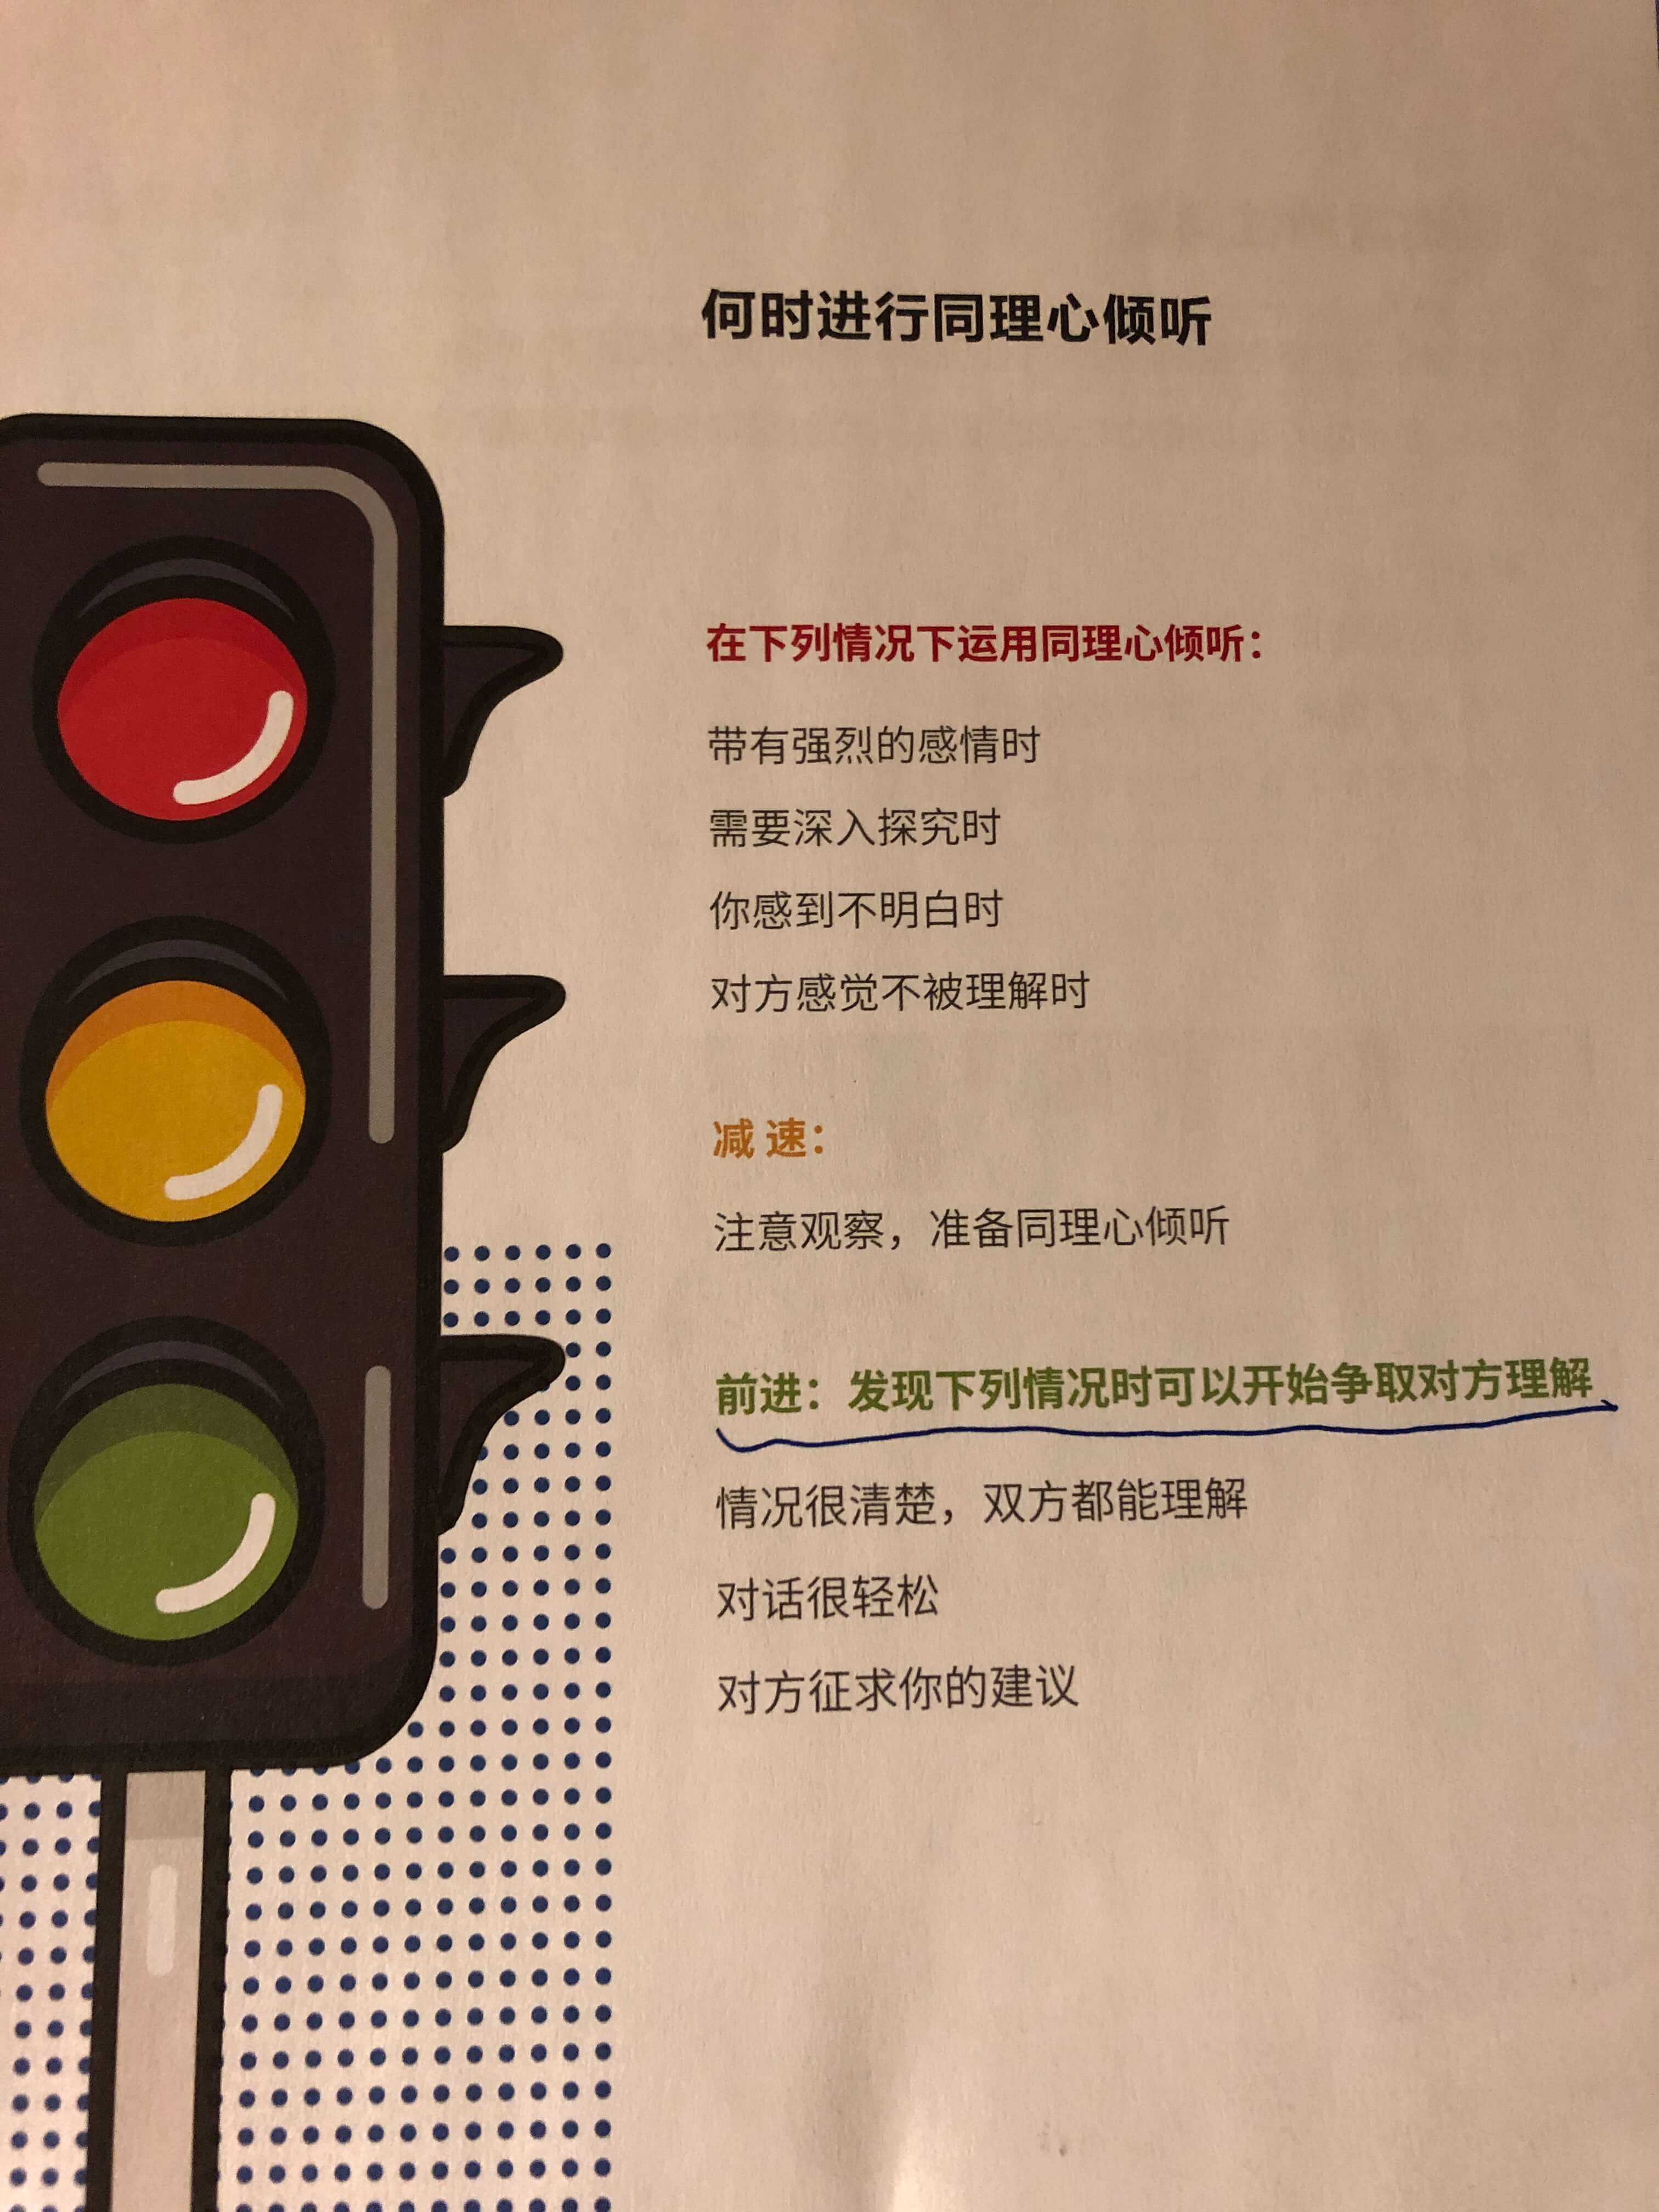 何时进行同理心倾听
在下列情况下运用同理心倾听：
带有强烈的感情时
需要深入探究时
你感到不明白时
对方感觉不被理解时
减 速：
注意观察，准备同理心倾听
前进：发现下列情况时可以开始争取对方理解
情况很清楚，双方都能理解
对话很轻松
对方征求你的建议